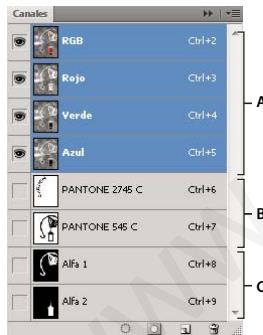 Canales
RGB Ctrl+2
Rojo Ctrl+3
Verde Ctrl+4
Azul Ctrl+5
A
PANTONE 2745 C Ctrl+6
PANTONE 545 C Ctrl+7
B
Alfa 1 Ctrl+8
Alfa 2 Ctrl+9
C